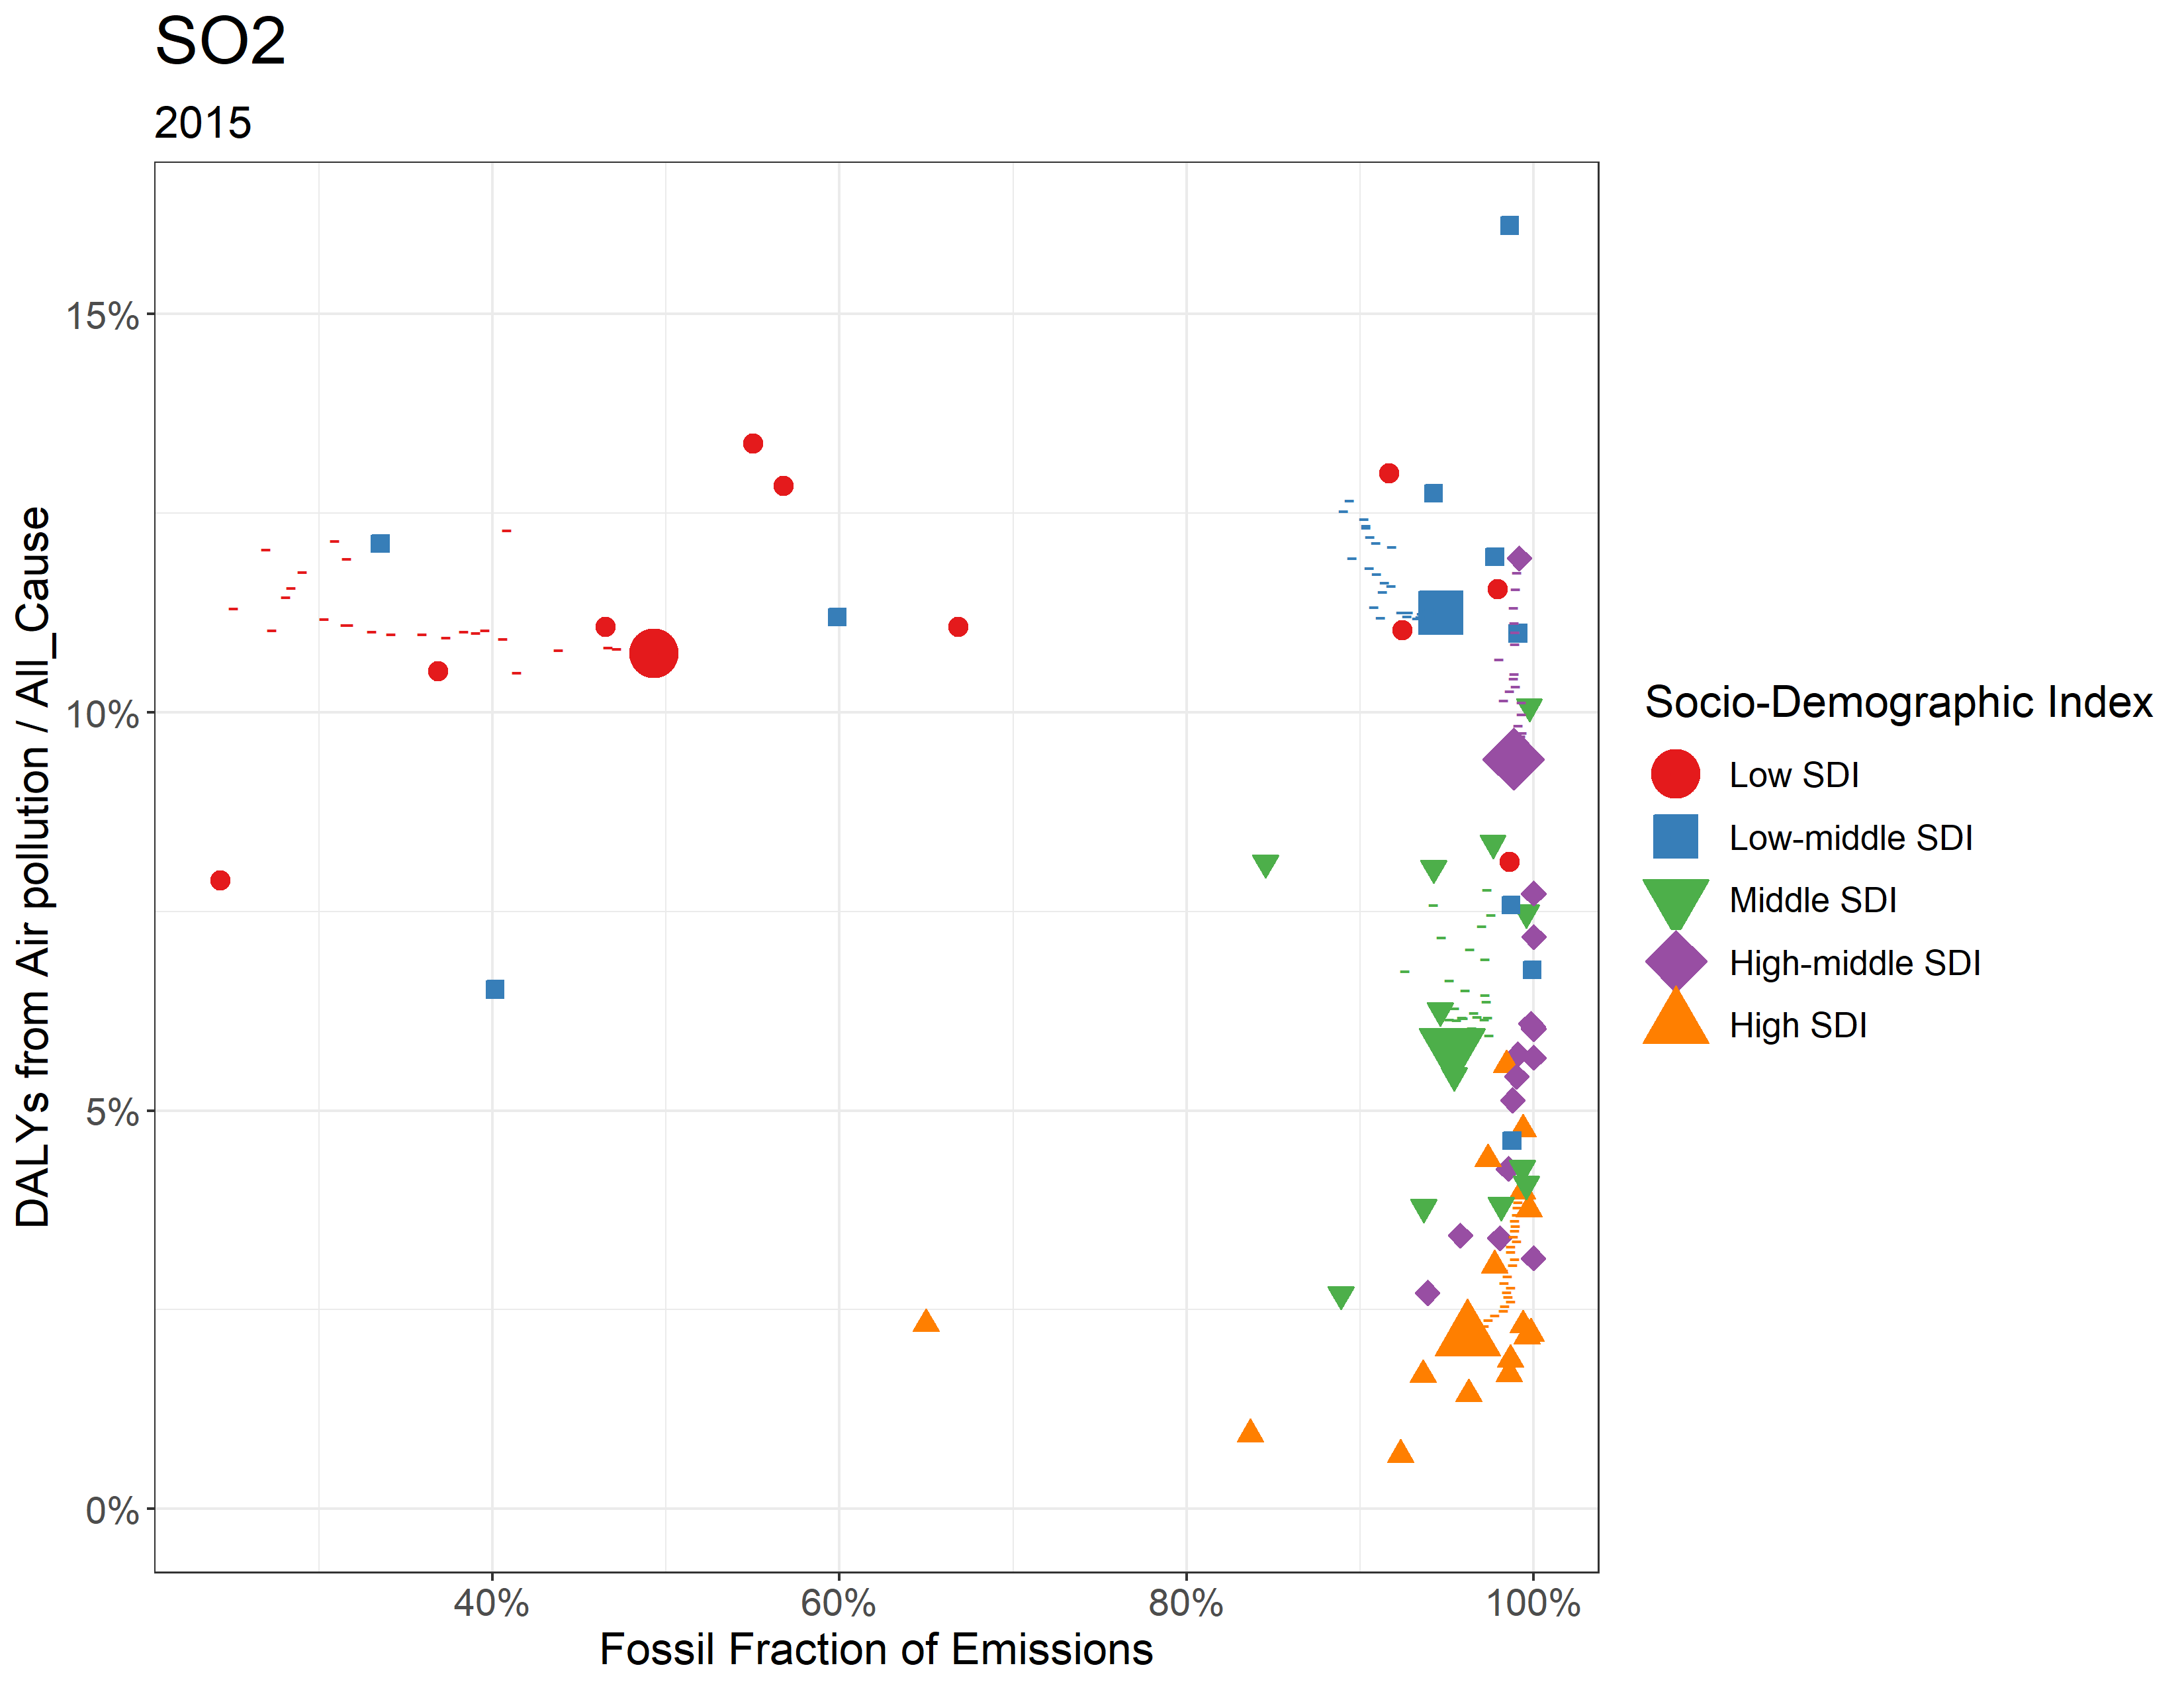 SO2
2015
15%
10%
5%
0%
DALYs from Air pollution / All_Cause
40%
60%
80%
100%
Fossil Fraction of Emissions
Socio-Demographic Index
Low SDI
Low-middle SDI
Middle SDI
High-middle SDI
High SDI